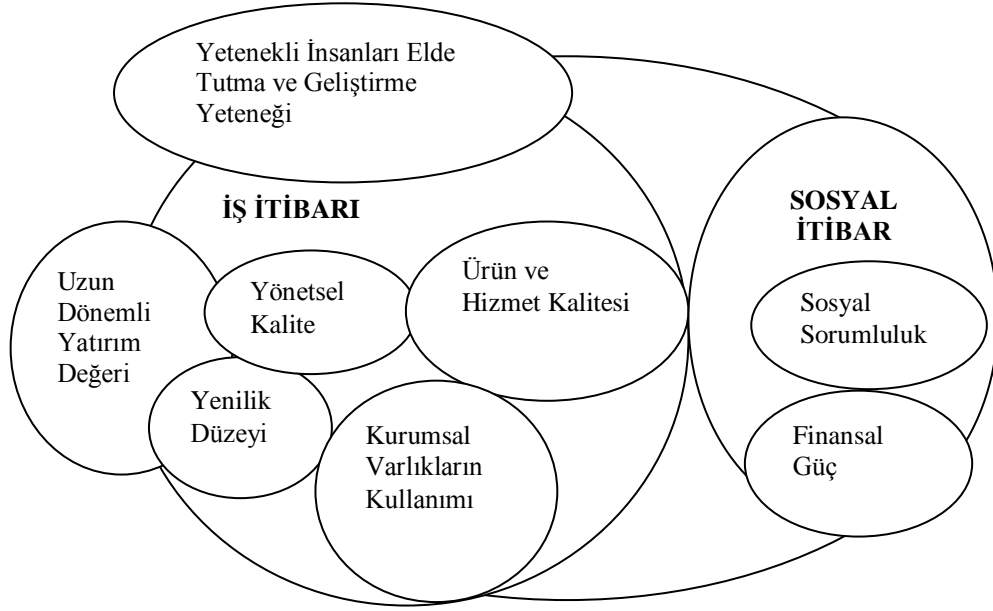 Yetenekli İnsanları Elde
Tutma ve Geliştirme
Yeteneği
İŞ İTİBARI
SOSYAL
İTİBAR
Uzun
Dönemli
Yatırım
Değeri
Yönetsel
Kalite
Ürün ve
Hizmet Kalitesi
Sosyal
Sorumluluk
Yenilik
Düzeyi
Kurumsal
Varlıkların
Kullanımı
Finansal
Güç